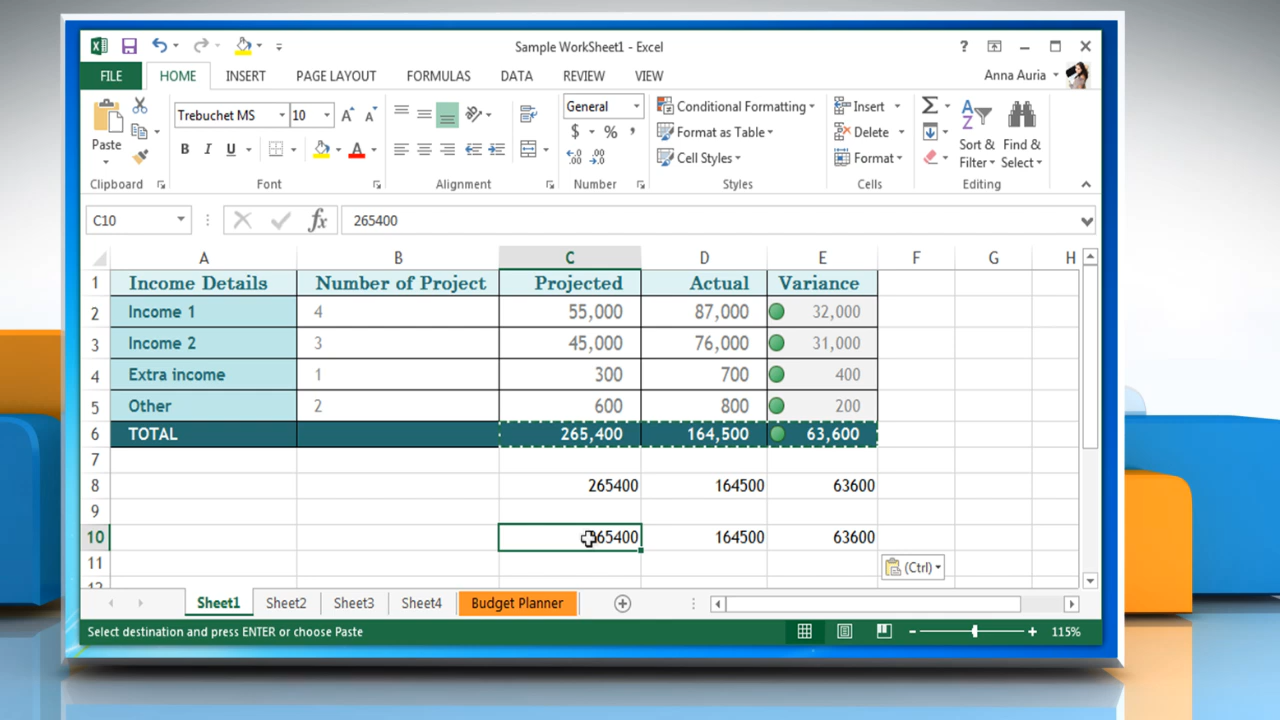 Sample WorkSheet1 - Excel
?
FILE HOME INSERT PAGE LAYOUT FORMULAS DATA REVIEW VIEW Anna Auria
Paste
Trebuchet MS 10 A A
B I U A
General
$ % ,
.0 .00
Conditional Formatting
Format as Table
Cell Styles
Insert
Delete
Format
Σ
A
Z
Sort &
Filter
Find &
Select
Clipboard Font Alignment Number Styles Cells Editing
C10 fx 265400
A B C D E F G H
1 Income Details Number of Project Projected Actual Variance
2 Income 1 4 55,000 87,000 32,000
3 Income 2 3 45,000 76,000 31,000
4 Extra income 1 300 700 400
5 Other 2 600 800 200
6 TOTAL 265,400 164,500 63,600
7
8 265400 164500 63600
9
10 265400 164500 63600
11 (Ctrl)
12
Sheet1 Sheet2 Sheet3 Sheet4 Budget Planner
Select destination and press ENTER or choose Paste 115%